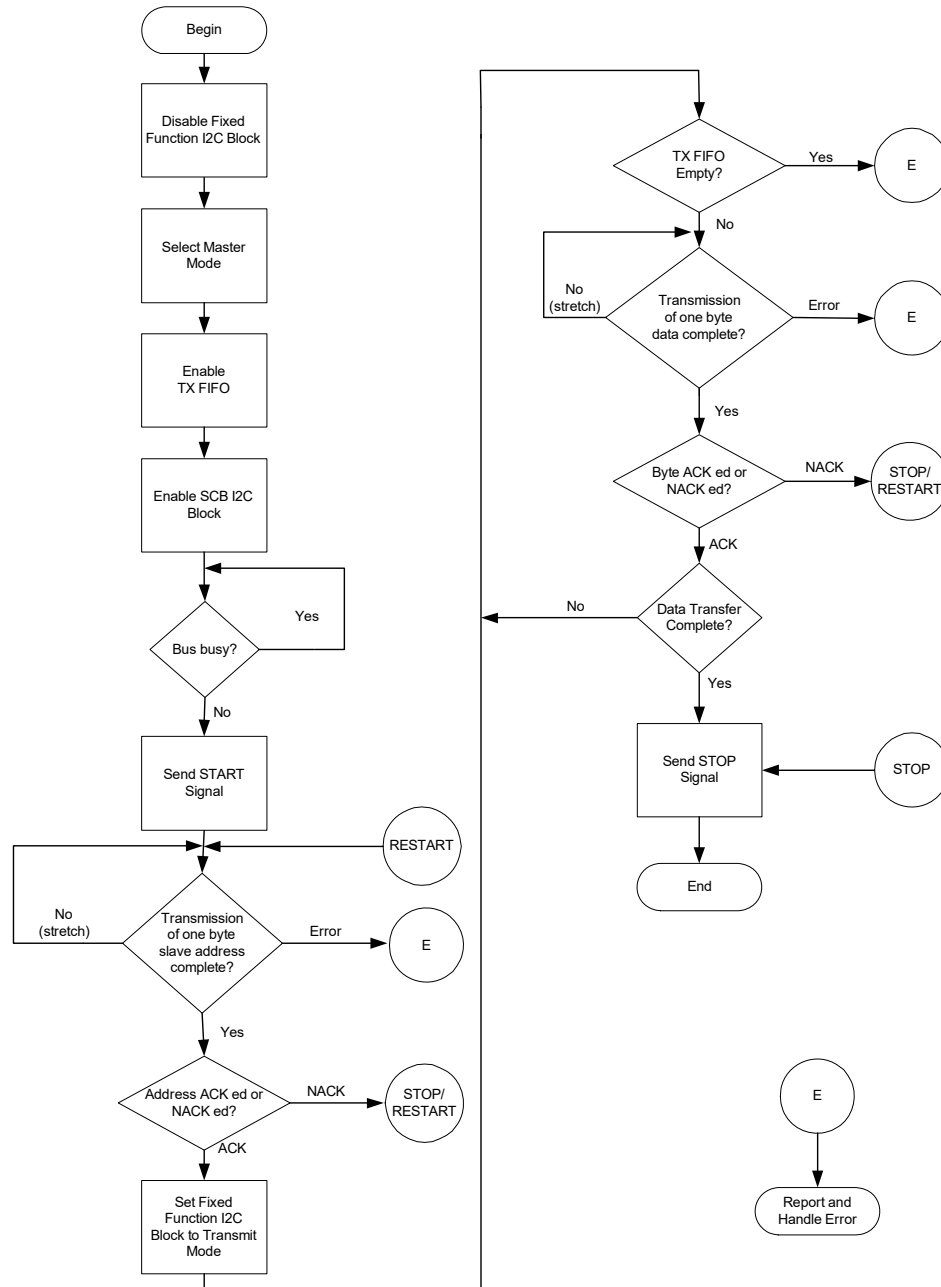 Begin
Disable Fixed
Function I2C Block
Select Master
Mode
Enable
TX FIFO
Enable SCB I2C
Block
Yes
Bus busy?
No
Send START
Signal
RESTART
No
(stretch)
Transmission
of one byte
slave address
complete?
Error
E
Yes
Address ACK ed or
NACK ed?
NACK
STOP/
RESTART
ACK
Set Fixed
Function I2C
Block to Transmit
Mode
TX FIFO
Empty?
Yes
E
No
No
(stretch)
Transmission
of one byte
data complete?
Error
E
Yes
Byte ACK ed or
NACK ed?
NACK
STOP/
RESTART
ACK
No
Data Transfer
Complete?
Yes
Send STOP
Signal
STOP
End
E
Report and
Handle Error